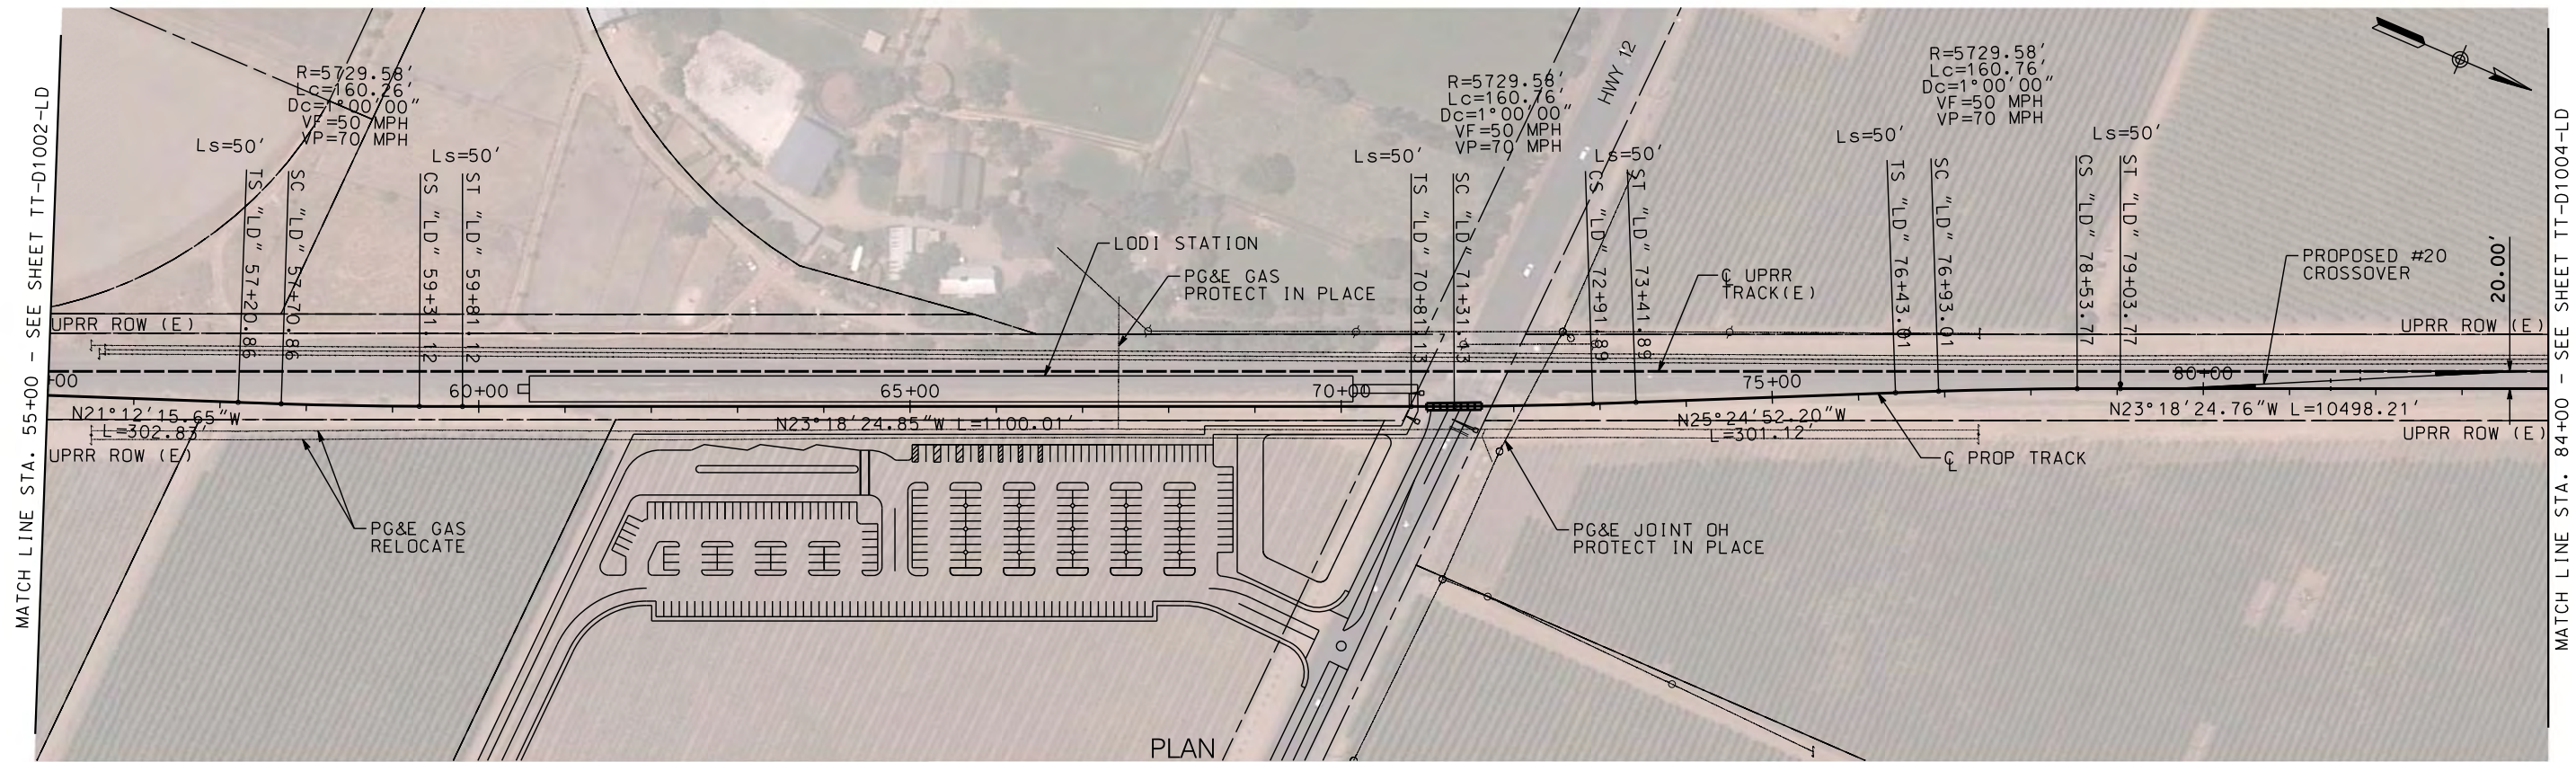 MATCH LINE STA. 55+00 - SEE SHEET TT-D1002-LD
R=5729.58'
Lc=160.26'
Dc=1°00'00"
VF=50 MPH
VP=70 MPH
Ls=50'
Ls=50'
TS "LD" 57+20.86
SC "LD" 57+70.86
CS "LD" 59+31.12
ST "LD" 59+81.12
R=5729.58'
Lc=160.76'
Dc=1°00'00"
VF=50 MPH
VP=70 MPH
Ls=50'
Ls=50'
TS "LD" 70+81.13
SC "LD" 71+31.13
CS "LD" 72+91.89
ST "LD" 73+41.89
HWY 12
R=5729.58'
Lc=160.76'
Dc=1°00'00"
VF=50 MPH
VP=70 MPH
Ls=50'
Ls=50'
TS "LD" 76+43.01
SC "LD" 76+93.01
CS "LD" 78+53.77
ST "LD" 79+03.77
LODI STATION
PG&E GAS
PROTECT IN PLACE
℄ UPRR
TRACK(E)
PROPOSED #20
CROSSOVER
20.00'
UPRR ROW (E)
UPRR ROW (E)
+00
60+00
65+00
70+00
75+00
80+00
N21°12'15.65"W
L=302.83'
N23°18'24.85"W L=1100.01'
N25°24'52.20"W
L=301.12'
N23°18'24.76"W L=10498.21'
UPRR ROW (E)
UPRR ROW (E)
℄ PROP TRACK
PG&E GAS
RELOCATE
PG&E JOINT OH
PROTECT IN PLACE
PLAN
MATCH LINE STA. 84+00 - SEE SHEET TT-D1004-LD